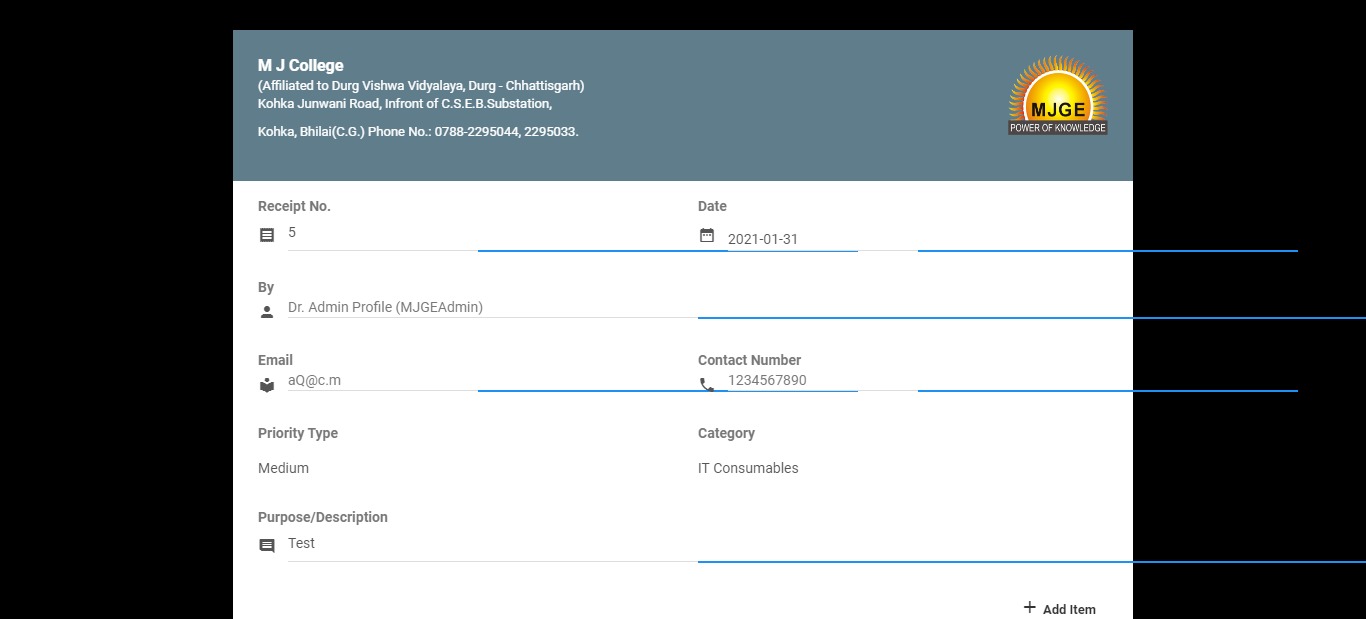 M J College
(Affiliated to Durg Vishwa Vidyalaya, Durg - Chhattisgarh)
Kohka Junwani Road, Infront of C.S.E.B.Substation,
Kohka, Bhilai(C.G.) Phone No.: 0788-2295044, 2295033.
MJGE
POWER OF KNOWLEDGE
Receipt No. Date
5 2021-01-31
By
Dr. Admin Profile (MJGEAdmin)
Email Contact Number
aQ@c.m 1234567890
Priority Type Category
Medium IT Consumables
Purpose/Description
Test
+ Add Item